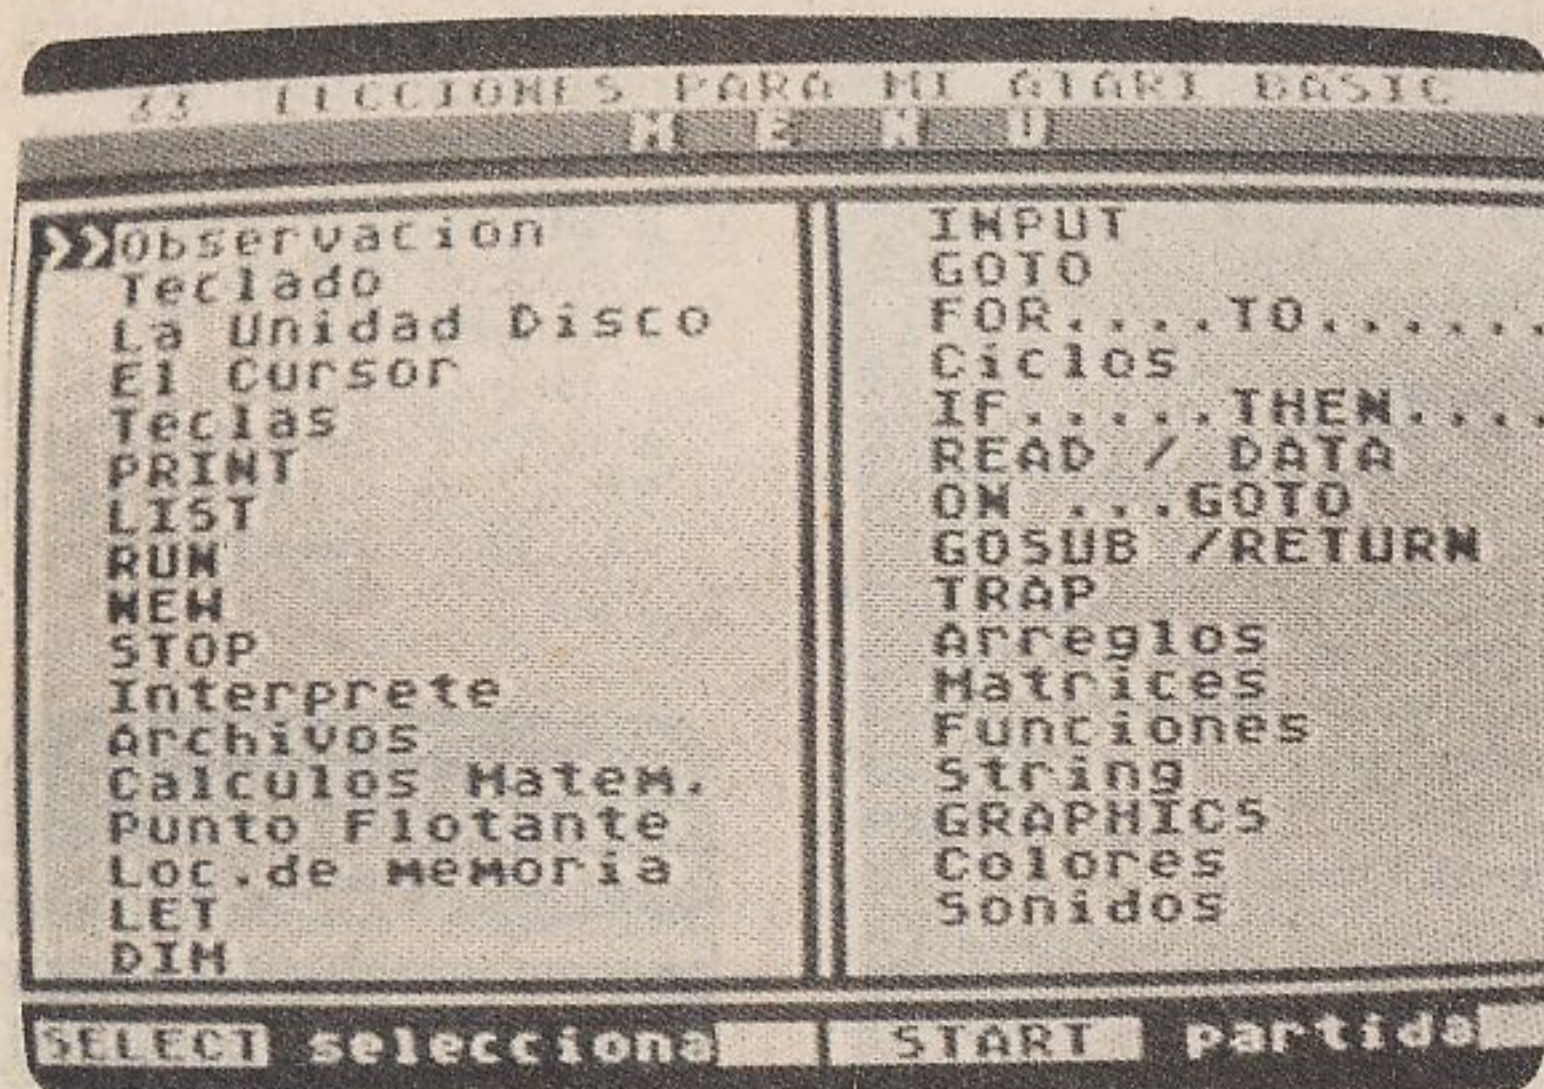 33 LECCIONES PARA MI ATARI BASIC
M E N U
>>Observacion
Teclado
La Unidad Disco
El Cursor
Teclas
PRINT
LIST
RUN
NEW
STOP
Interprete
Archivos
Calculos Matem.
Punto Flotante
Loc.de memoria
LET
DIM
INPUT
GOTO
FOR....TO......
Ciclos
IF.....THEN....
READ / DATA
ON ...GOTO
GOSUB /RETURN
TRAP
Arreglos
Matrices
Funciones
String
GRAPHICS
Colores
Sonidos
SELECT selecciona START partida